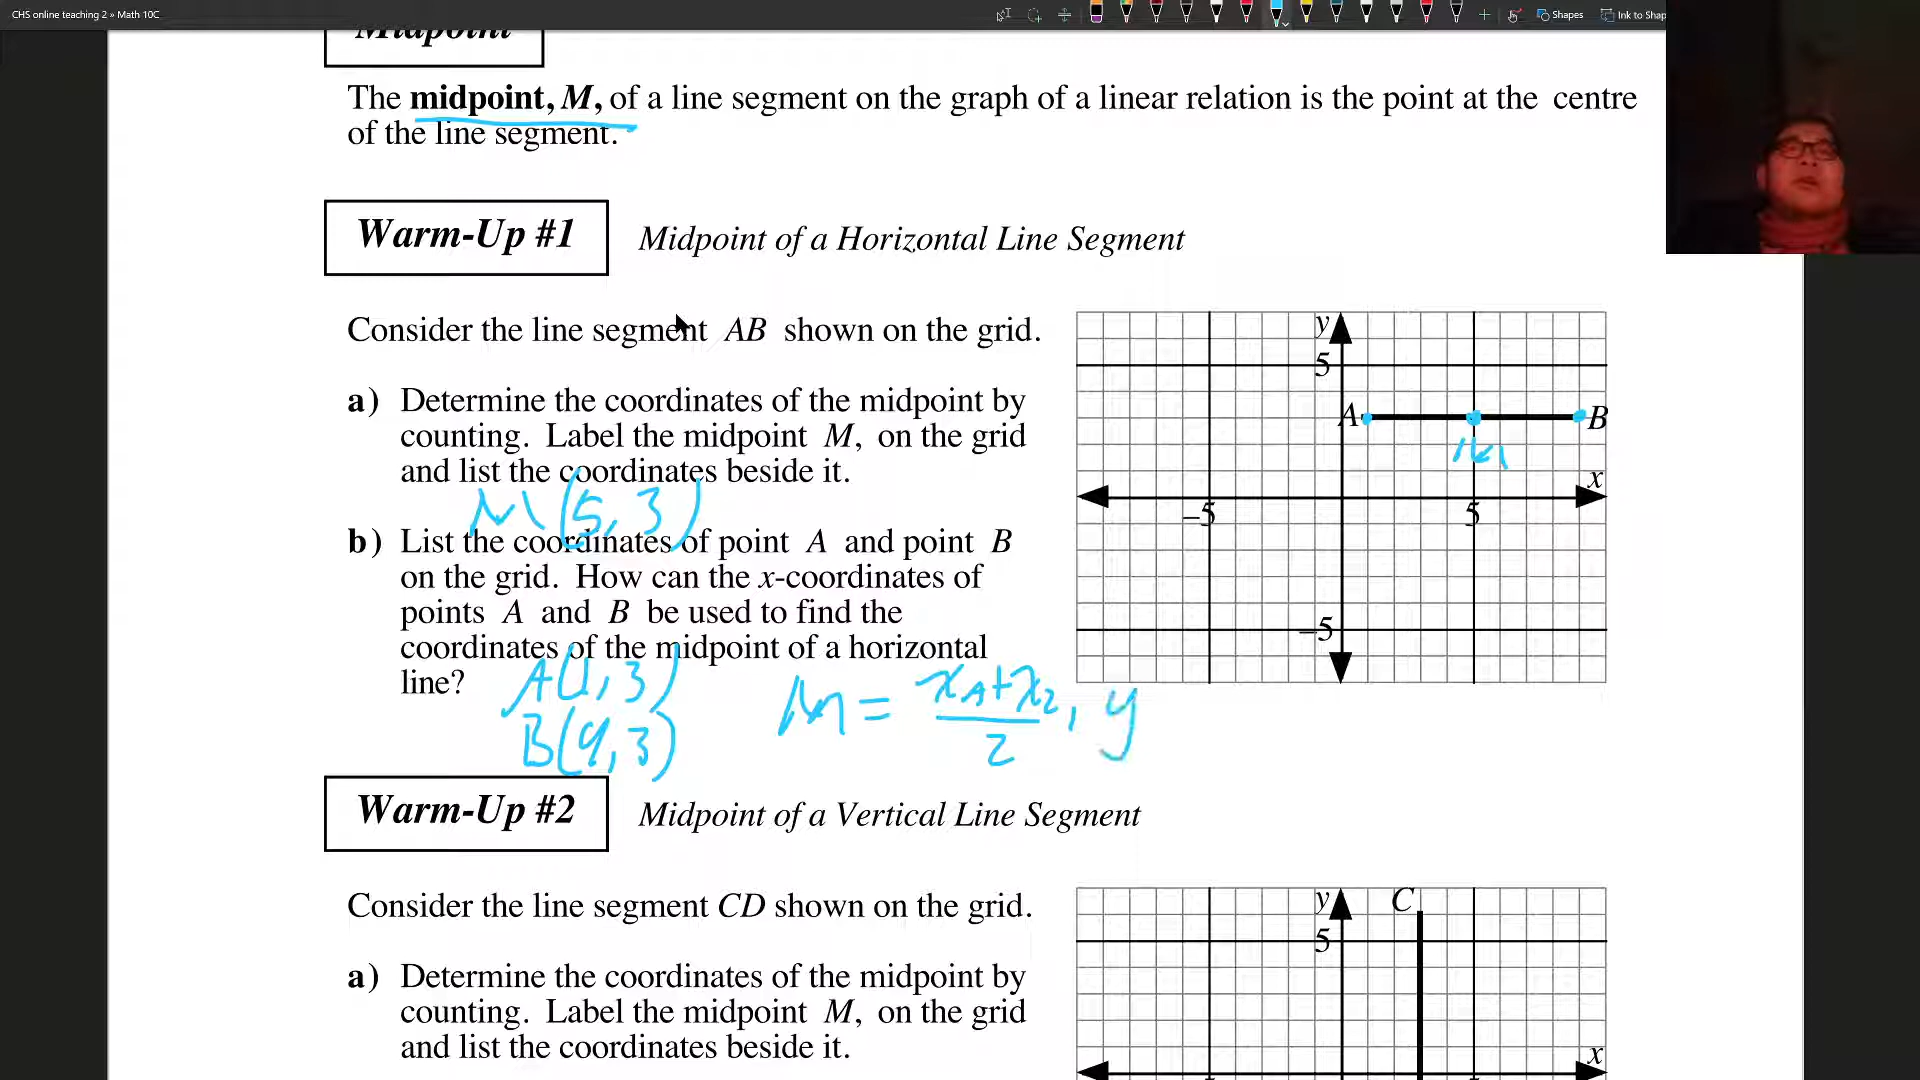 CHS online teaching 2 » Math 10C
Shapes
Ink to Shap
Midpoint
The midpoint, M, of a line segment on the graph of a linear relation is the point at the centre
of the line segment.
Warm-Up #1
Midpoint of a Horizontal Line Segment
Consider the line segment AB shown on the grid.
a) Determine the coordinates of the midpoint by
counting. Label the midpoint M, on the grid
and list the coordinates beside it.
M(5, 3)
b) List the coordinates of point A and point B
on the grid. How can the x-coordinates of
points A and B be used to find the
coordinates of the midpoint of a horizontal
line?
A(1, 3)
B(9, 3)
M = (x_A + x_2)/2, y
y
5
A
B
M
x
-5
5
-5
Warm-Up #2
Midpoint of a Vertical Line Segment
Consider the line segment CD shown on the grid.
a) Determine the coordinates of the midpoint by
counting. Label the midpoint M, on the grid
and list the coordinates beside it.
y
C
5
x